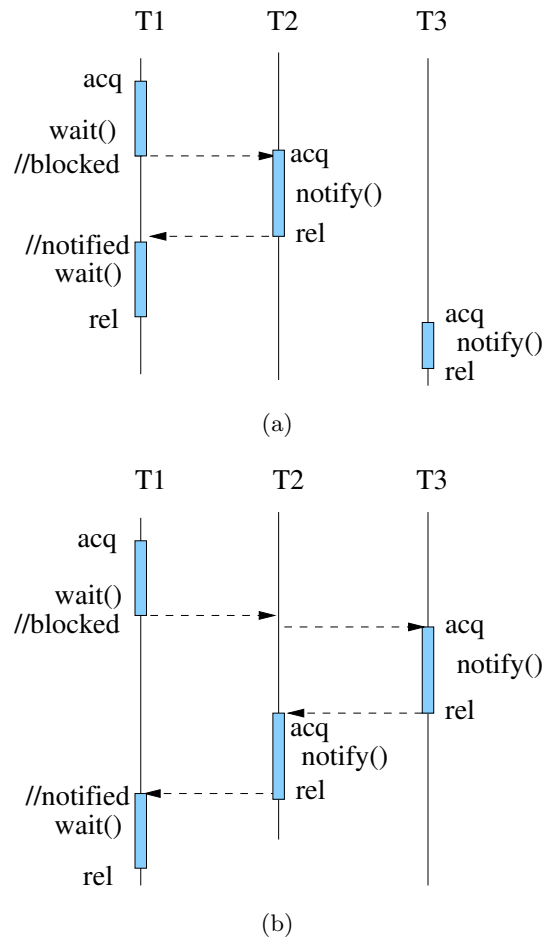 T1 T2 T3
acq
wait()
//blocked
acq
notify()
rel
//notified
wait()
rel
acq
notify()
rel
(a)
T1 T2 T3
acq
wait()
//blocked
acq
notify()
rel
acq
notify()
rel
//notified
wait()
rel
(b)